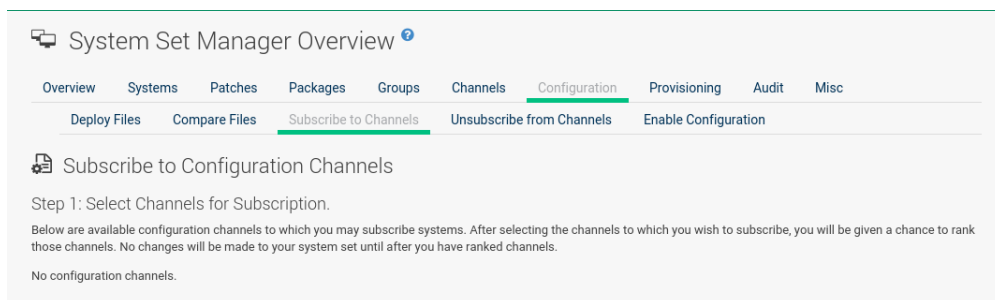 System Set Manager Overview ?
Overview Systems Patches Packages Groups Channels Configuration Provisioning Audit Misc
Deploy Files Compare Files Subscribe to Channels Unsubscribe from Channels Enable Configuration
Subscribe to Configuration Channels
Step 1: Select Channels for Subscription.
Below are available configuration channels to which you may subscribe systems. After selecting the channels to which you wish to subscribe, you will be given a chance to rank
those channels. No changes will be made to your system set until after you have ranked channels.
No configuration channels.